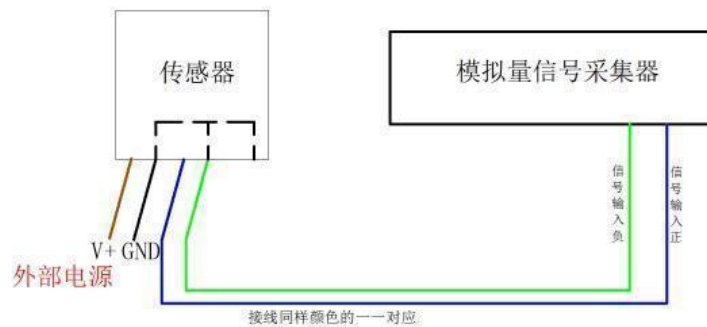 传感器
模拟量信号采集器
信号输入负
信号输入正
V+ GND
外部电源
接线同样颜色的一一对应